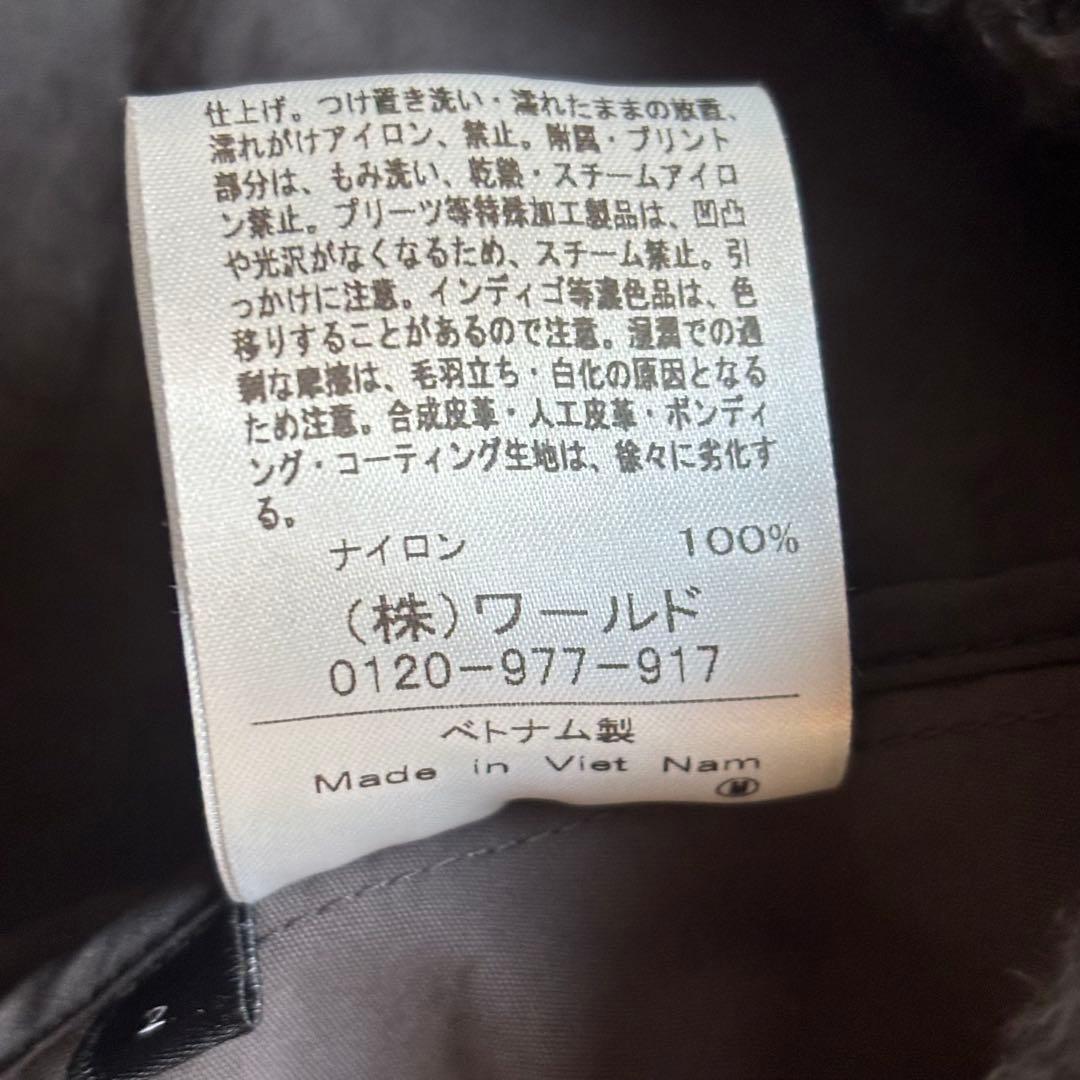 仕上げ。つけ置き洗い・濡れたままの放置、
濡れがけアイロン、禁止。附属・プリント
部分は、もみ洗い、乾熱・スチームアイロ
ン禁止。プリーツ等特殊加工製品は、凹凸
や光沢がなくなるため、スチーム禁止。引
っかけに注意。インディゴ等濃色品は、色
移りすることがあるので注意。湿潤での過
剰な摩擦は、毛羽立ち・白化の原因となる
ため注意。合成皮革・人工皮革・ボンディ
ング・コーティング生地は、徐々に劣化す
る。
ナイロン 100%
(株)ワールド
0120-977-917
ベトナム製
Made in Viet Nam
M
2